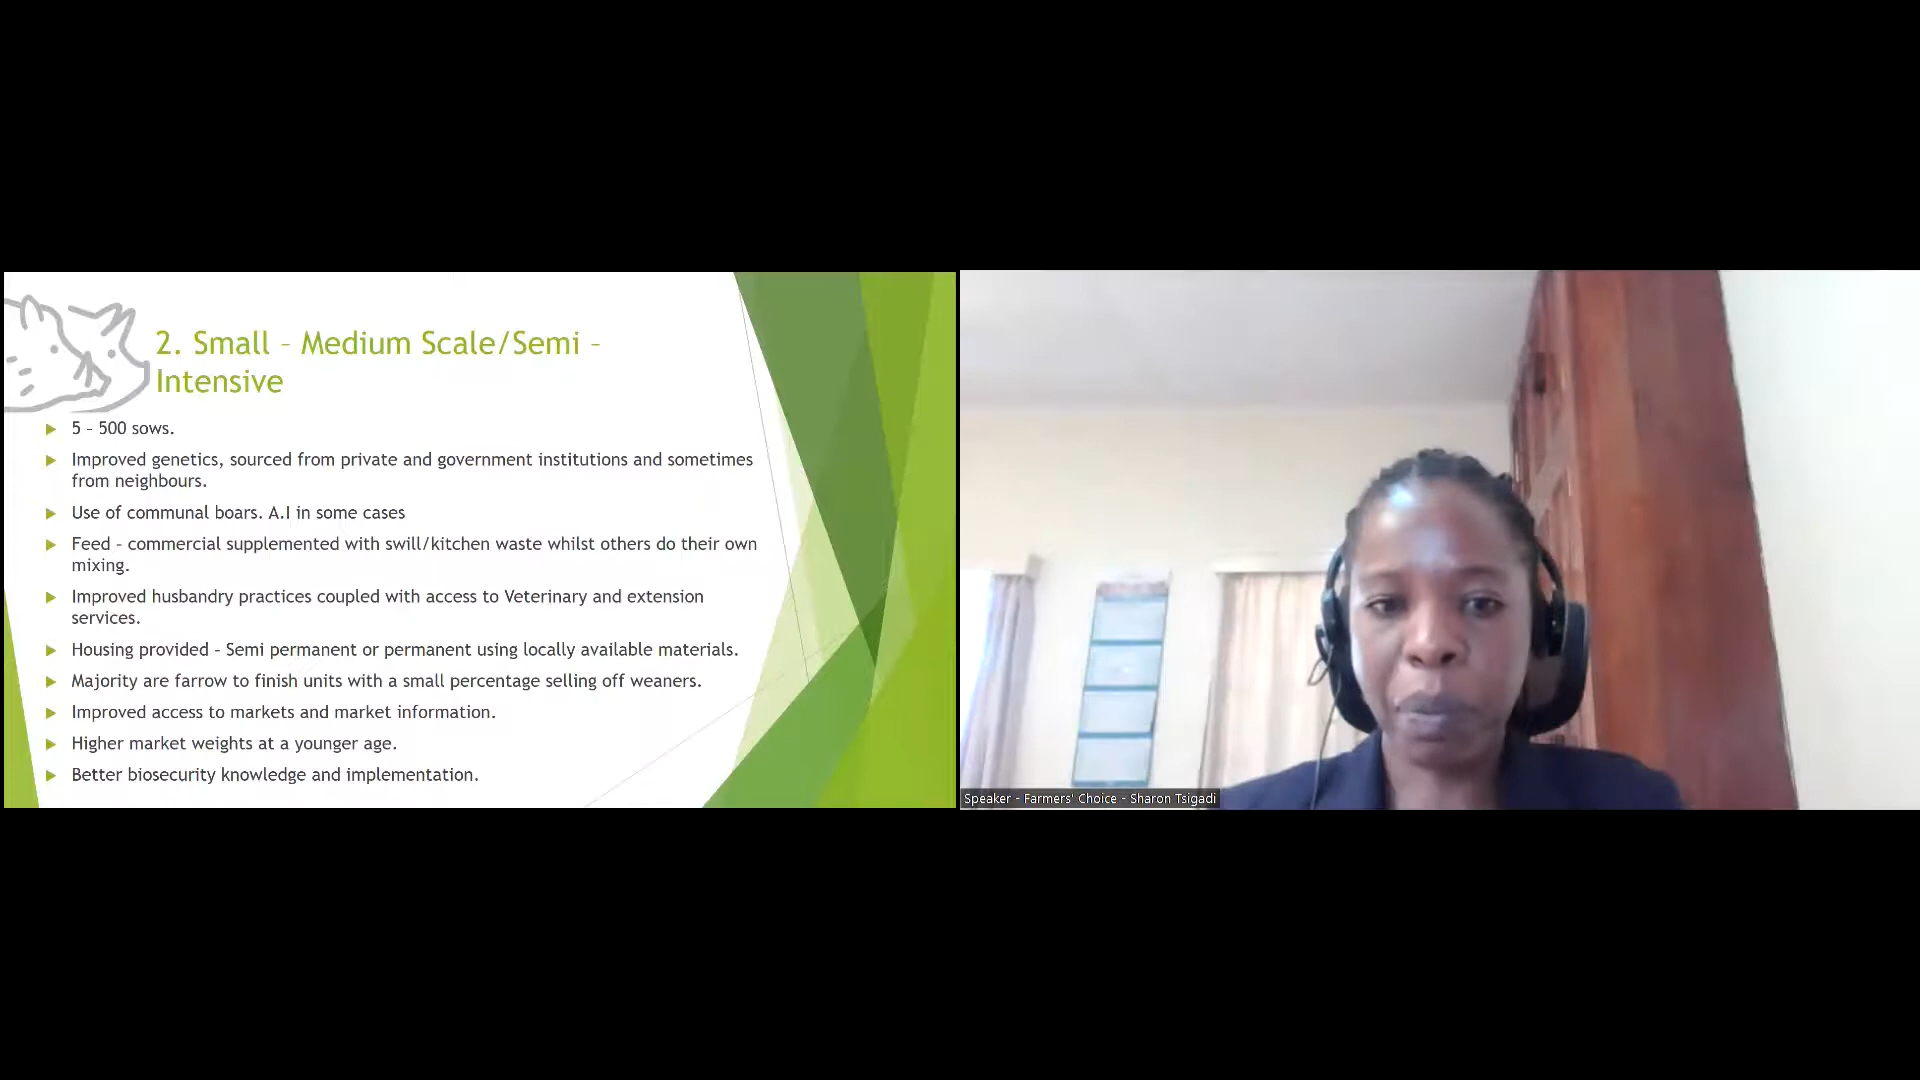 2. Small – Medium Scale/Semi –
Intensive
5 – 500 sows.
Improved genetics, sourced from private and government institutions and sometimes
from neighbours.
Use of communal boars. A.I in some cases
Feed – commercial supplemented with swill/kitchen waste whilst others do their own
mixing.
Improved husbandry practices coupled with access to Veterinary and extension
services.
Housing provided – Semi permanent or permanent using locally available materials.
Majority are farrow to finish units with a small percentage selling off weaners.
Improved access to markets and market information.
Higher market weights at a younger age.
Better biosecurity knowledge and implementation.
Speaker - Farmers' Choice - Sharon Tsigadi